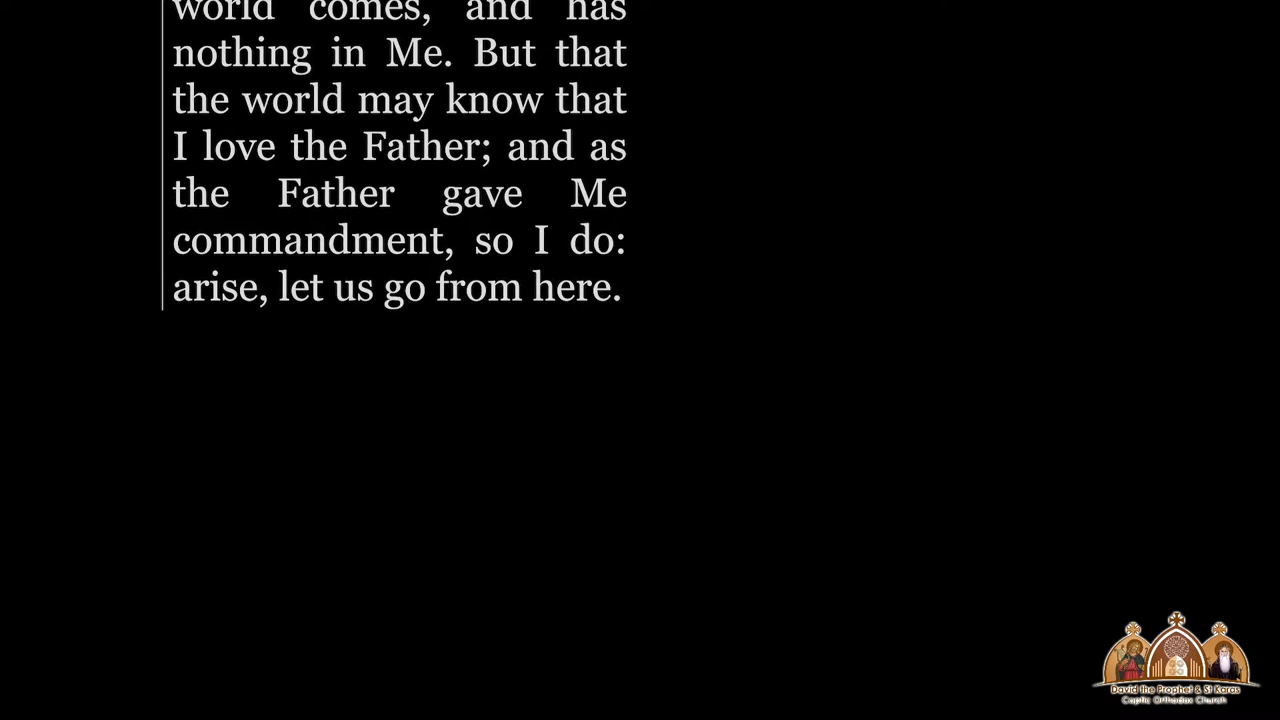 world comes, and has
nothing in Me. But that
the world may know that
I love the Father; and as
the Father gave Me
commandment, so I do:
arise, let us go from here.
David the Prophet & St Karas
Coptic Orthodox Church